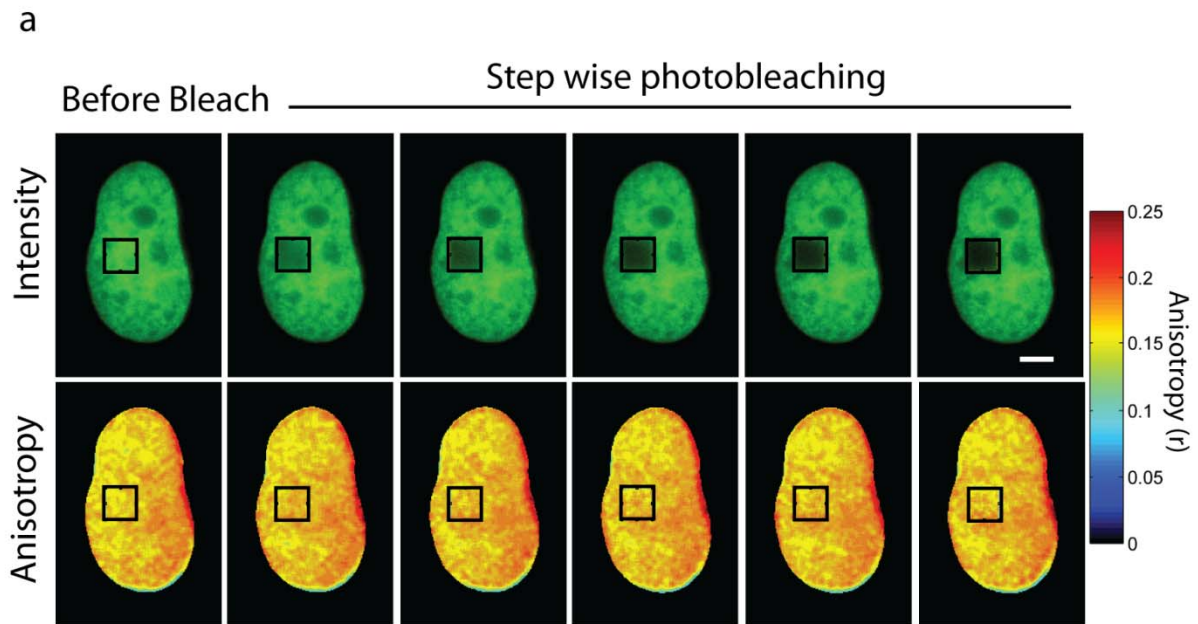 a
Before Bleach
Step wise photobleaching
Intensity
Anisotropy
0.25
0.2
0.15
0.1
0.05
0
Anisotropy (r)